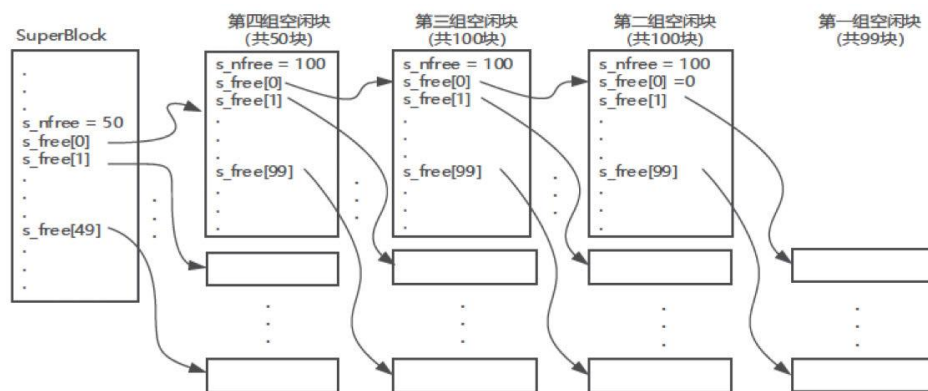 SuperBlock
s_nfree = 50
s_free[0]
s_free[1]
s_free[49]
第四组空闲块
(共50块)
s_nfree = 100
s_free[0]
s_free[1]
s_free[99]
第三组空闲块
(共100块)
s_nfree = 100
s_free[0]
s_free[1]
s_free[99]
第二组空闲块
(共100块)
s_nfree = 100
s_free[0] =0
s_free[1]
s_free[99]
第一组空闲块
(共99块)